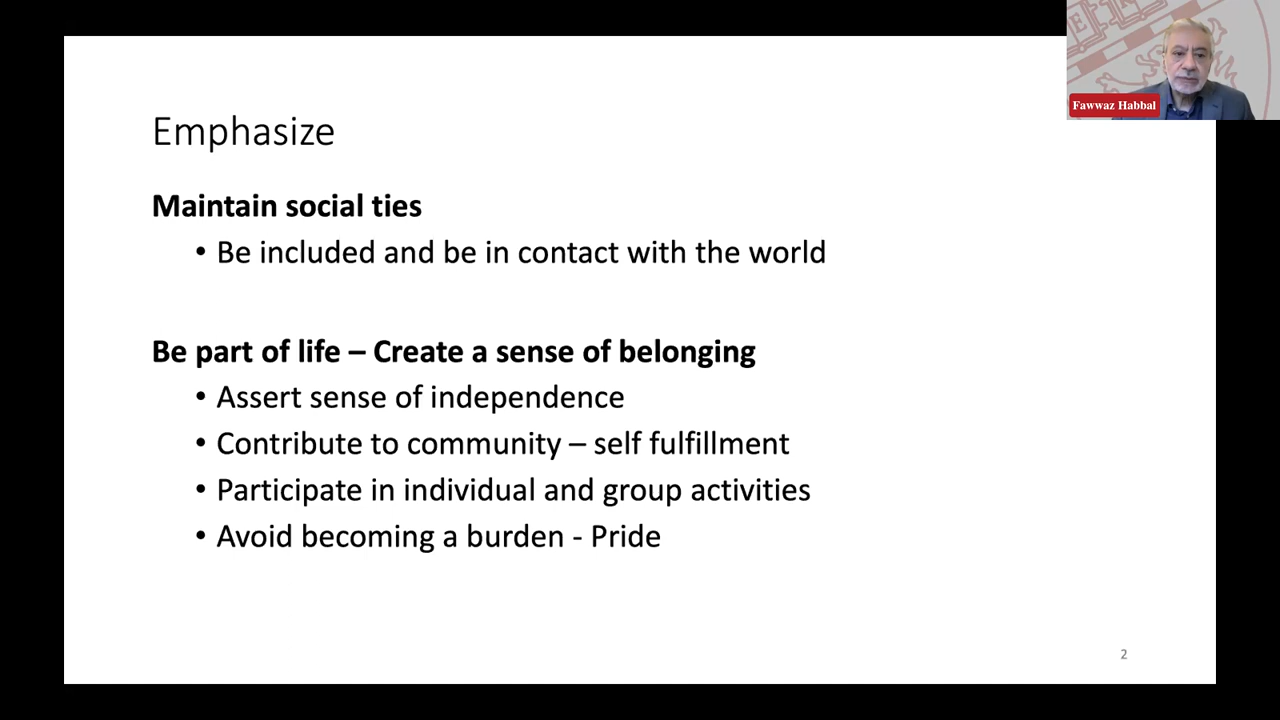 Emphasize
Fawwaz Habbal
Maintain social ties
• Be included and be in contact with the world
Be part of life – Create a sense of belonging
• Assert sense of independence
• Contribute to community – self fulfillment
• Participate in individual and group activities
• Avoid becoming a burden - Pride
2